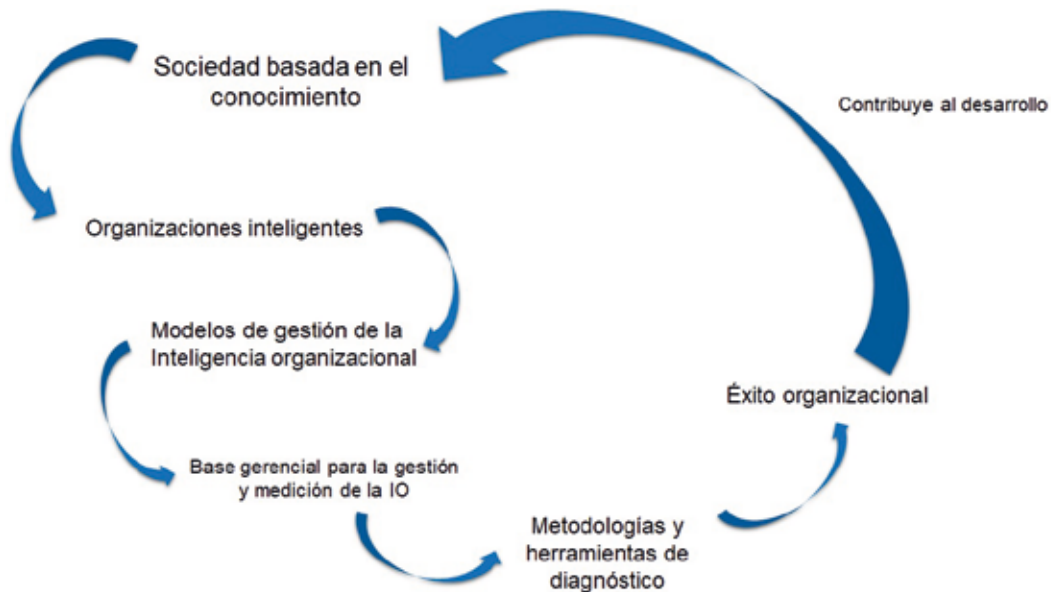 Sociedad basada en el
conocimiento
Contribuye al desarrollo
Organizaciones inteligentes
Modelos de gestión de la
Inteligencia organizacional
Éxito organizacional
Base gerencial para la gestión
y medición de la IO
Metodologías y
herramientas de
diagnóstico